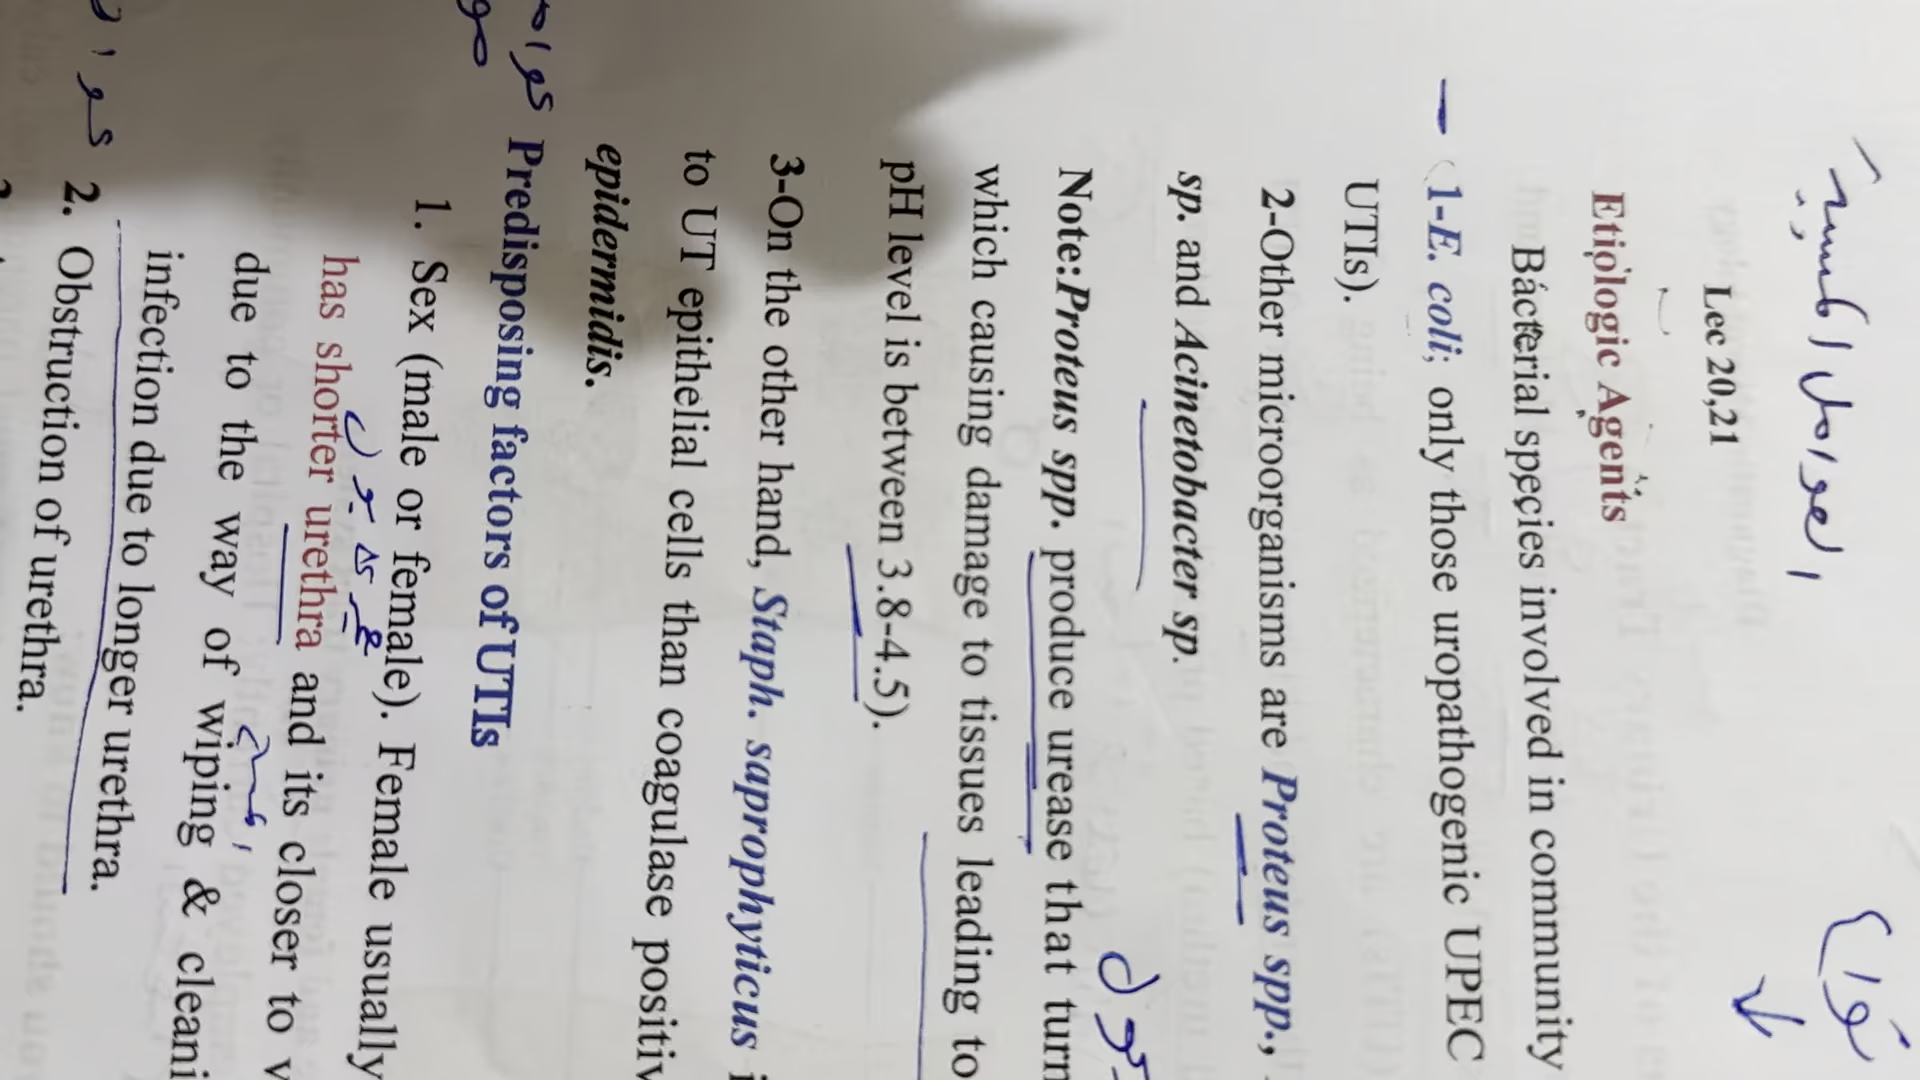 Lec 20,21
Etiologic Agents
Bacterial species involved in community
1-E. coli; only those uropathogenic UPEC
UTIs).
2-Other microorganisms are Proteus spp.,
sp. and Acinetobacter sp.
Note:Proteus spp. produce urease that turn
which causing damage to tissues leading to
pH level is between 3.8-4.5).
3-On the other hand, Staph. saprophyticus
to UT epithelial cells than coagulase positiv
epidermidis.
Predisposing factors of UTIs
1. Sex (male or female). Female usually
has shorter urethra and its closer to v
due to the way of wiping & cleani
infection due to longer urethra.
2. Obstruction of urethra.